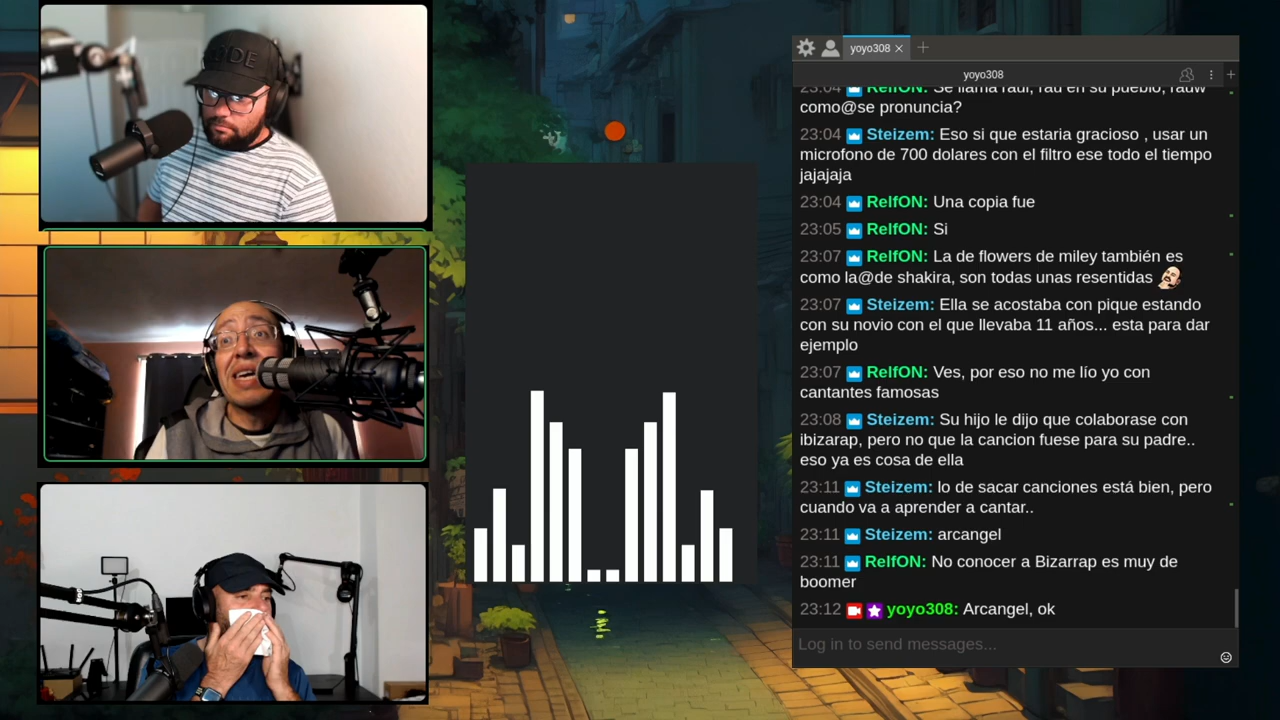 ODE
yoyo308
yoyo308
23:04 RelfON: Se llama raul, rau en su pueblo, rauw
como@se pronuncia?
23:04 Steizem: Eso si que estaria gracioso , usar un
microfono de 700 dolares con el filtro ese todo el tiempo
jajajaja
23:04 RelfON: Una copia fue
23:05 RelfON: Si
23:07 RelfON: La de flowers de miley también es
como la@de shakira, son todas unas resentidas
23:07 Steizem: Ella se acostaba con pique estando
con su novio con el que llevaba 11 años... esta para dar
ejemplo
23:07 RelfON: Ves, por eso no me lío yo con
cantantes famosas
23:08 Steizem: Su hijo le dijo que colaborase con
ibizarap, pero no que la cancion fuese para su padre..
eso ya es cosa de ella
23:11 Steizem: lo de sacar canciones está bien, pero
cuando va a aprender a cantar..
23:11 Steizem: arcangel
23:11 RelfON: No conocer a Bizarrap es muy de
boomer
23:12 yoyo308: Arcangel, ok
Log in to send messages...